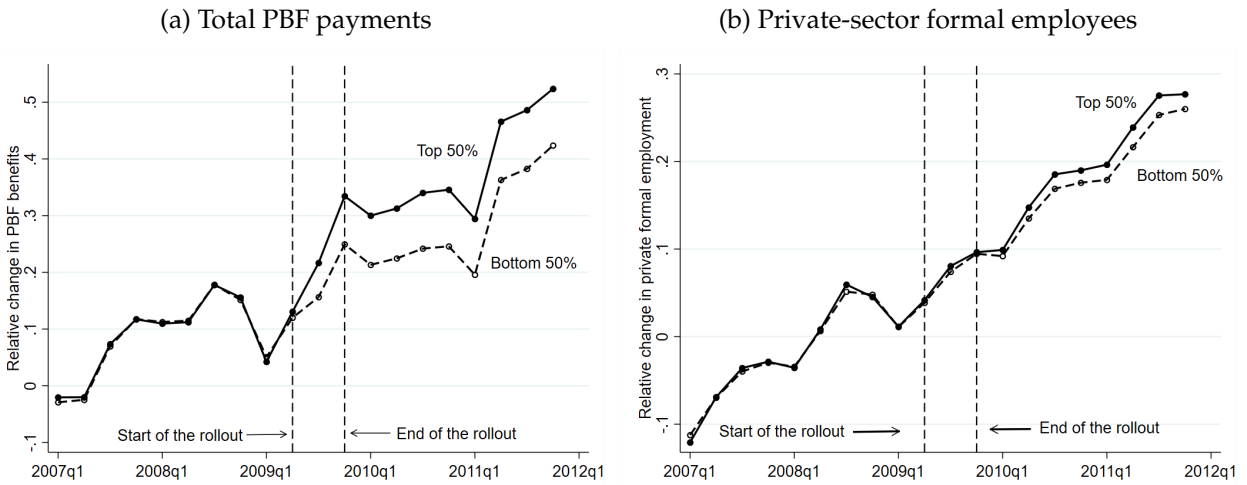 (a) Total PBF payments
Relative change in PBF benefits
.5
.4
.3
.2
.1
0
-.1
Top 50%
Bottom 50%
Start of the rollout
End of the rollout
2007q1 2008q1 2009q1 2010q1 2011q1 2012q1
(b) Private-sector formal employees
Relative change in private formal employment
.3
.2
.1
0
-.1
Top 50%
Bottom 50%
Start of the rollout
End of the rollout
2007q1 2008q1 2009q1 2010q1 2011q1 2012q1